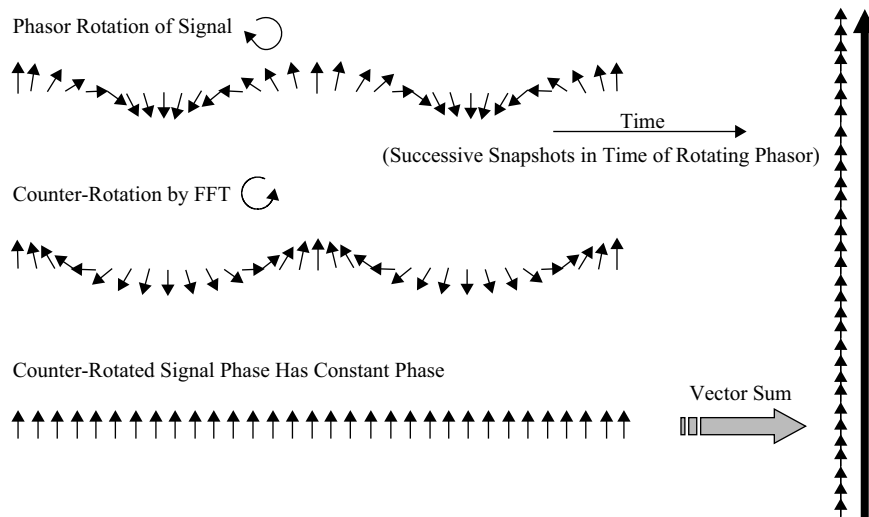 Phasor Rotation of Signal
Time
(Successive Snapshots in Time of Rotating Phasor)
Counter-Rotation by FFT
Counter-Rotated Signal Phase Has Constant Phase
Vector Sum